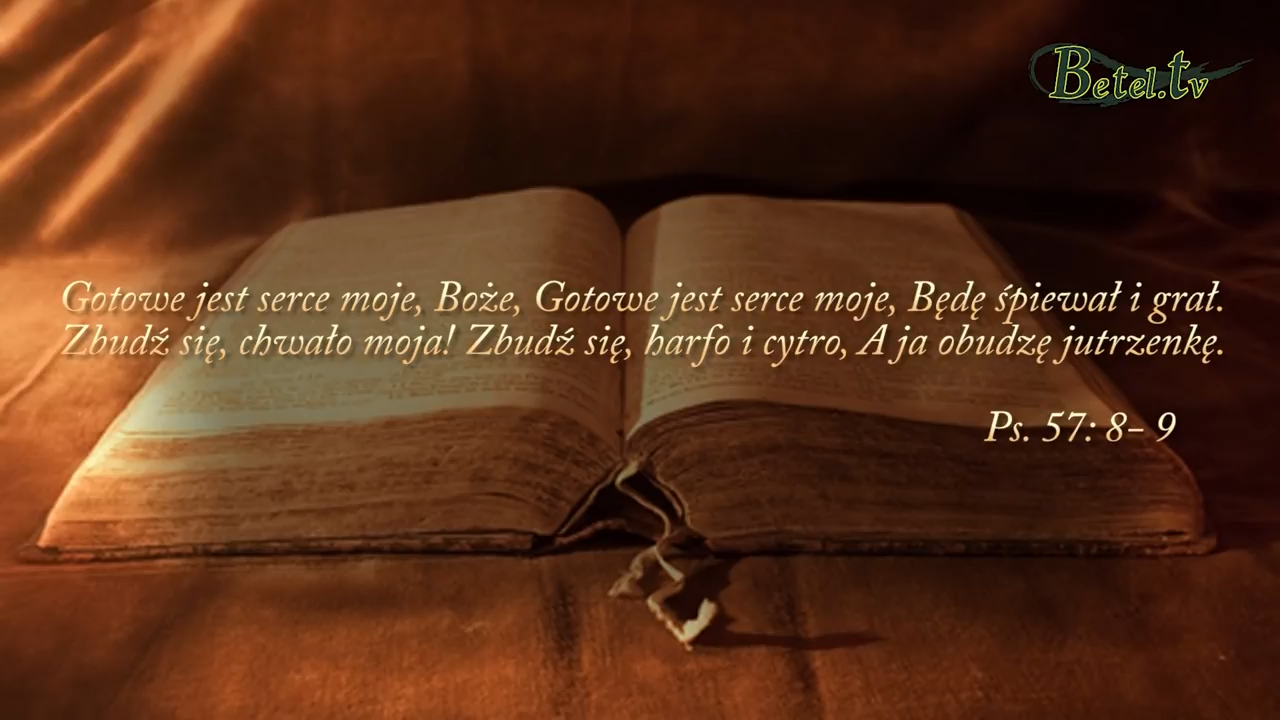 Betel.tv
Gotowe jest serce moje, Boże, Gotowe jest serce moje, Będę śpiewał i grał.
Zbudź się, chwało moja! Zbudź się, harfo i cytro, A ja obudzę jutrzenkę.
Ps. 57: 8- 9